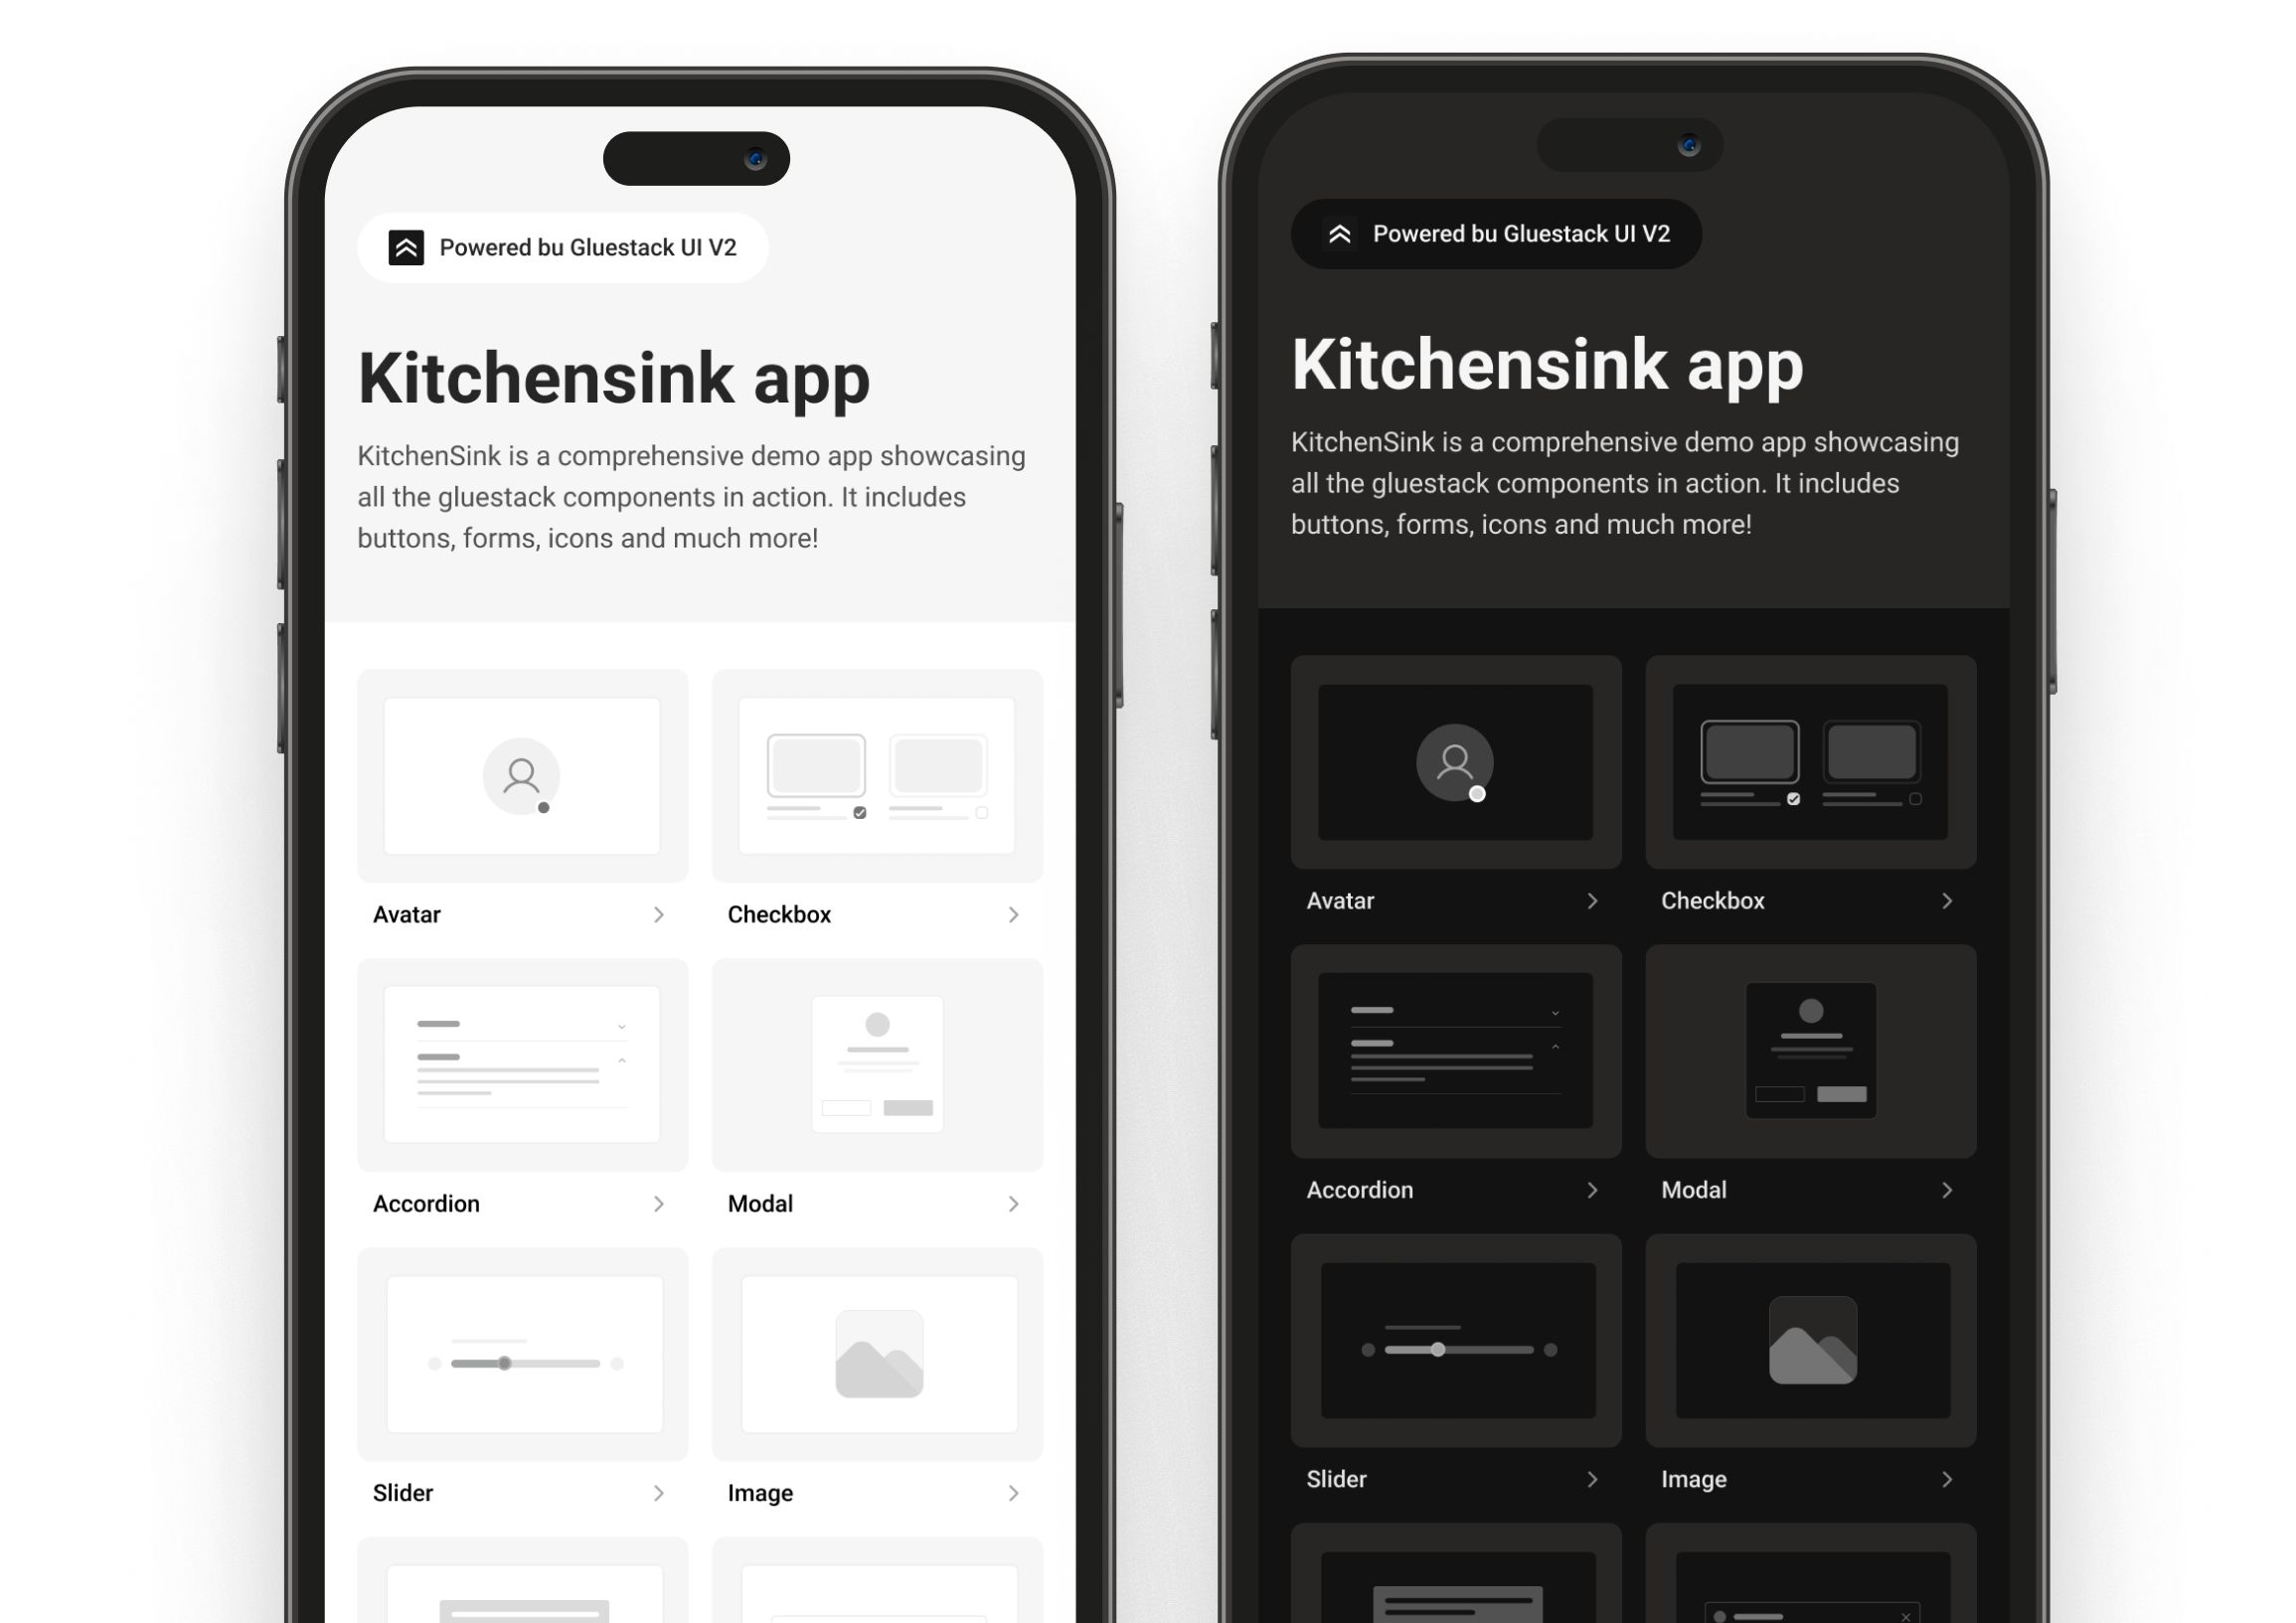 Powered bu Gluestack UI V2
Kitchensink app
KitchenSink is a comprehensive demo app showcasing
all the gluestack components in action. It includes
buttons, forms, icons and much more!
Avatar
Checkbox
Accordion
Modal
Slider
Image
Powered bu Gluestack UI V2
Kitchensink app
KitchenSink is a comprehensive demo app showcasing
all the gluestack components in action. It includes
buttons, forms, icons and much more!
Avatar
Checkbox
Accordion
Modal
Slider
Image